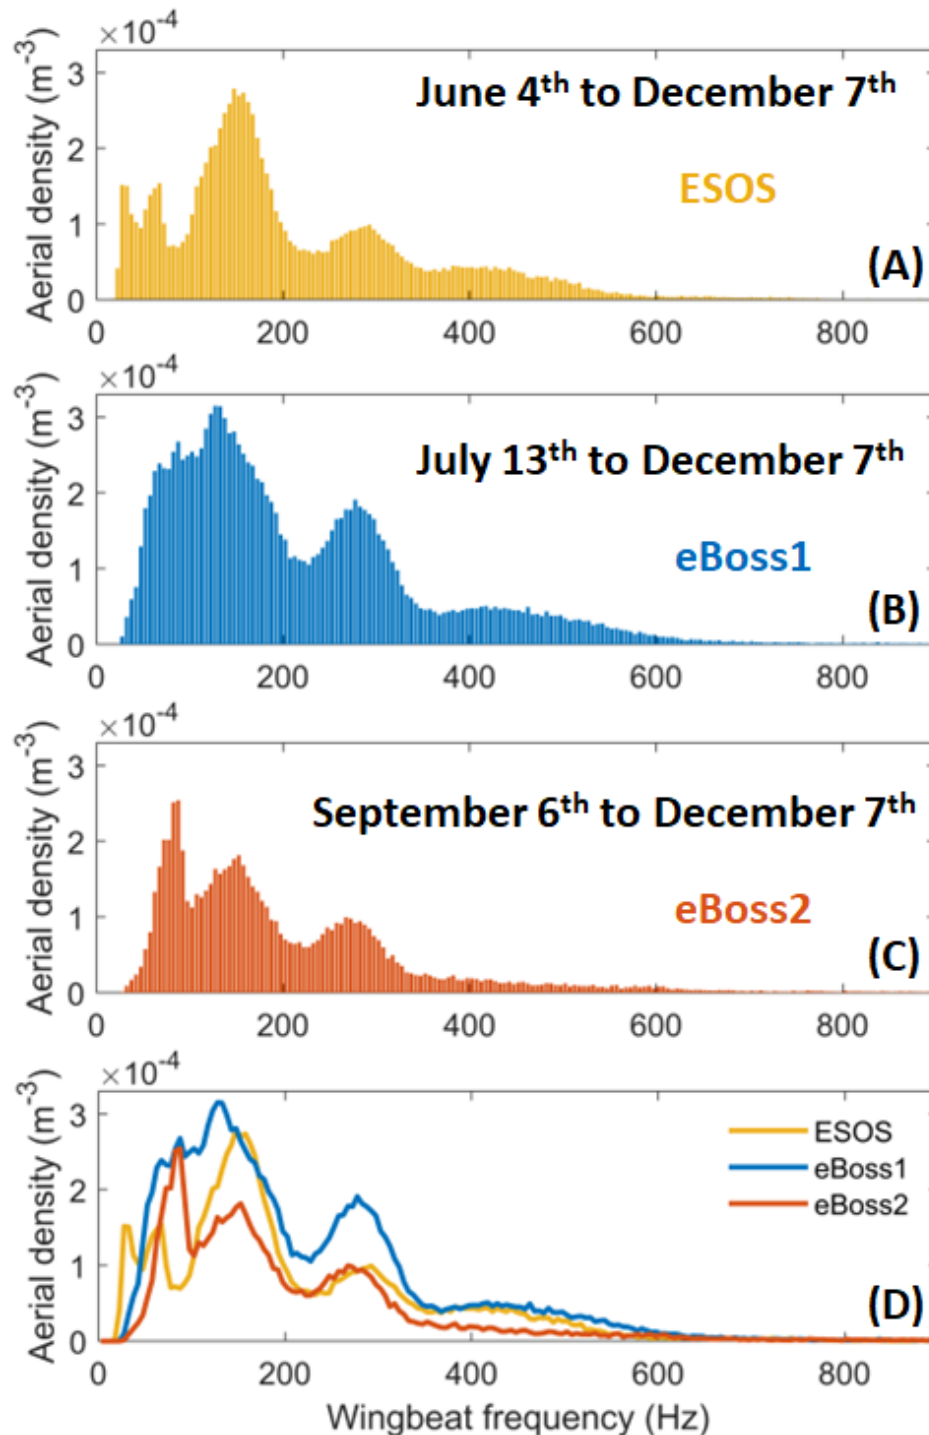 ×10⁻⁴
Aerial density (m⁻³)
3
2
1
0
June 4ᵗʰ to December 7ᵗʰ
ESOS
(A)
0 200 400 600 800
×10⁻⁴
Aerial density (m⁻³)
3
2
1
0
July 13ᵗʰ to December 7ᵗʰ
eBoss1
(B)
0 200 400 600 800
×10⁻⁴
Aerial density (m⁻³)
3
2
1
0
September 6ᵗʰ to December 7ᵗʰ
eBoss2
(C)
0 200 400 600 800
×10⁻⁴
Aerial density (m⁻³)
3
2
1
0
ESOS
eBoss1
eBoss2
(D)
0 200 400 600 800
Wingbeat frequency (Hz)